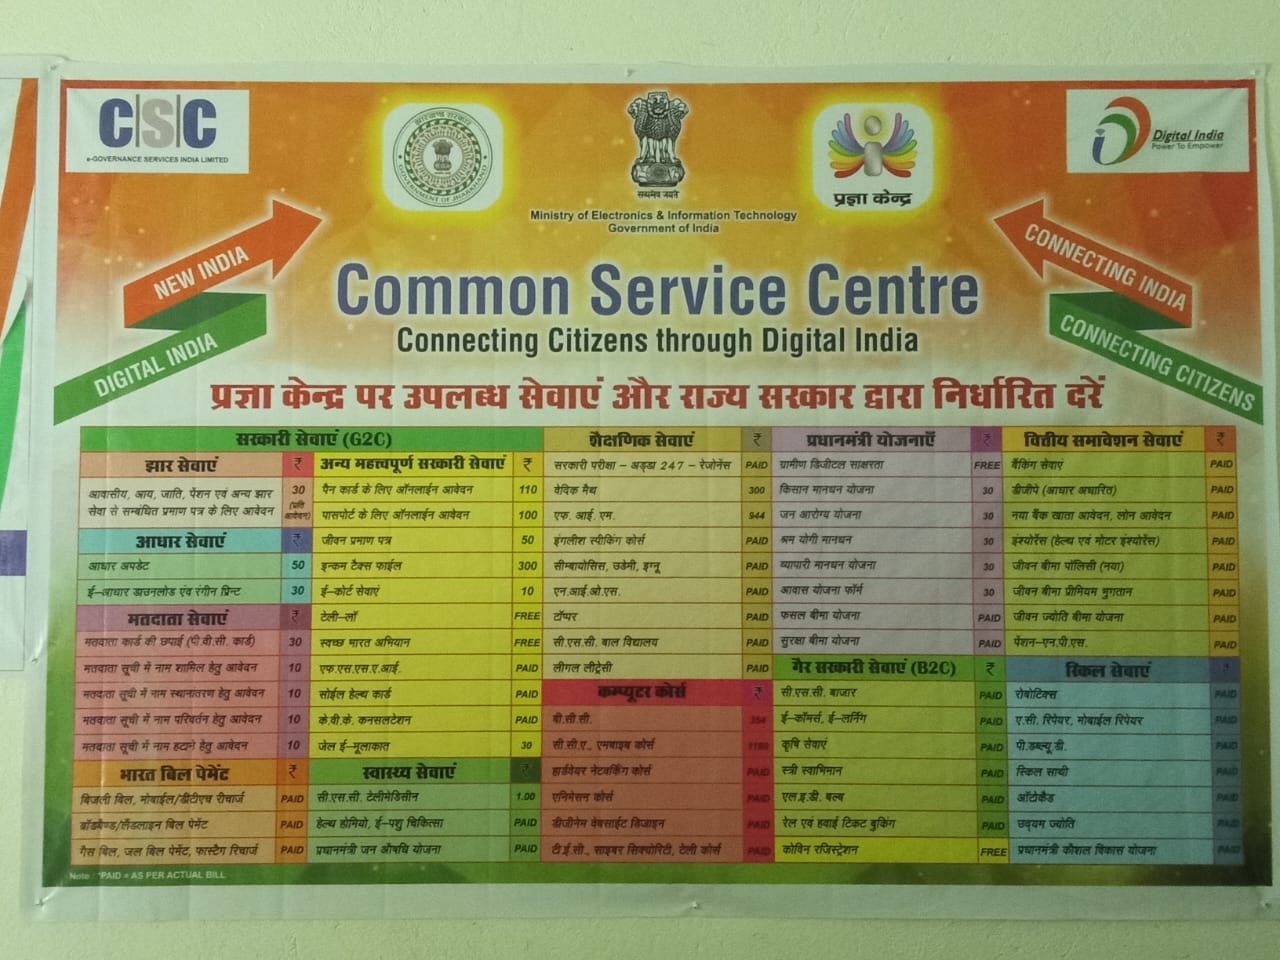 CSC
e-GOVERNANCE SERVICES INDIA LIMITED
झारखण्ड सरकार
GOVERNMENT OF JHARKHAND
सत्यमेव जयते
Ministry of Electronics & Information Technology
Government of India
प्रज्ञा केन्द्र
Digital India
Power To Empower
NEW INDIA
DIGITAL INDIA
CONNECTING INDIA
CONNECTING CITIZENS
Common Service Centre
Connecting Citizens through Digital India
प्रज्ञा केन्द्र पर उपलब्ध सेवाएं और राज्य सरकार द्वारा निर्धारित दरें
सरकारी सेवाएं (G2C)
झार सेवाएं ₹
आवासीय, आय, जाति, पेंशन एवं अन्य झार सेवा से सम्बंधित प्रमाण पत्र के लिए आवेदन 30 (प्रति आवेदन)
आधार सेवाएं ₹
आधार अपडेट 50
ई–आधार डाउनलोड एंव रंगीन प्रिन्ट 30
मतदाता सेवाएं ₹
मतदाता कार्ड की छपाई (पी.वी.सी. कार्ड) 30
मतदाता सूची में नाम शामिल हेतु आवेदन 10
मतदाता सूची में नाम स्थानातरण हेतु आवेदन 10
मतदाता सूची में नाम परिवर्तन हेतु आवेदन 10
मतदाता सूची में नाम हटाने हेतु आवेदन 10
भारत बिल पेमेंट ₹
बिजली बिल, मोबाईल/डीटीएच रीचार्ज PAID
ब्रॉडबैण्ड/लैंडलाइन बिल पेमेंट PAID
गैस बिल, जल बिल पेमेंट, फास्टैग रिचार्ज PAID
अन्य महत्वपूर्ण सरकारी सेवाएं ₹
पैन कार्ड के लिए ऑनलाईन आवेदन 110
पासपोर्ट के लिए ऑनलाईन आवेदन 100
जीवन प्रमाण पत्र 50
इन्कम टैक्स फाईल 300
ई–कोर्ट सेवाएं 10
टेली–लॉ FREE
स्वच्छ भारत अभियान FREE
एफ.एस.एस.ए.आई. PAID
सोईल हेल्थ कार्ड PAID
के.वी.के. कनसलटेशन PAID
जेल ई–मूलाकात 30
स्वास्थ्य सेवाएं ₹
सी.एस.सी. टेलीमेडिसीन 1.00
हेल्थ होमियो, ई–पशु चिकित्सा PAID
प्रधानमंत्री जन औषधि योजना PAID
शैक्षणिक सेवाएं ₹
सरकारी परीक्षा – अड्डा 247 – रेजोनेंस PAID
वेदिक मैथ 300
एफ. आई. एम. 944
इंगलीश स्पीकिंग कोर्स PAID
सीम्बायोसिस, उडेमी, इग्नू PAID
एन.आई.ओ.एस. PAID
टॉप्पर PAID
सी.एस.सी. बाल विद्यालय PAID
लीगल लीट्रेसी PAID
कम्प्यूटर कोर्स ₹
बी.सी.सी. 354
सी.सी.ए., एमबाइब कोर्स
हार्डवेयर नेटवर्किंग कोर्स PAID
एनिमेसन कोर्स PAID
डीजीनेम वेबसाईट डिजाइन PAID
टी.ई.सी., साइबर सिक्योरिटी, टेली कोर्स PAID
प्रधानमंत्री योजनाएँ ₹
ग्रामीण डिजीटल साक्षरता FREE
किसान मानधन योजना 30
जन आरोग्य योजना 30
श्रम योगी मानधन 30
व्यापारी मानधन योजना 30
आवास योजना फॉर्म 30
फसल बीमा योजना PAID
सुरक्षा बीमा योजना PAID
गैर सरकारी सेवाएं (B2C) ₹
सी.एस.सी. बाजार PAID
ई–कॉमर्स, ई–लर्निंग PAID
कृषि सेवाएं PAID
स्त्री स्वाभिमान PAID
एल.इ.डी. बल्ब PAID
रेल एवं हवाई टिकट बुकिंग PAID
कोविन रजिस्ट्रेशन FREE
वित्तीय समावेशन सेवाएं ₹
बैंकिंग सेवाएं PAID
डीजीपे (आधार अधारित) PAID
नया बैंक खाता आवेदन, लोन आवेदन PAID
इंश्योरेंस (हेल्थ एवं मोटर इंश्योरेंस) PAID
जीवन बीमा पॉलिसी (नया) PAID
जीवन बीमा प्रीमियम भुगतान PAID
जीवन ज्योति बीमा योजना PAID
पेंशन–एन.पी.एस. PAID
स्किल सेवाएं ₹
रोबोटिक्स PAID
ए.सी. रिपेयर, मोबाईल रिपेयर PAID
पी.डब्ल्यू.डी. PAID
स्किल साथी PAID
ऑटोकैड PAID
उद्यम ज्योति PAID
प्रधानमंत्री कौशल विकास योजना PAID
Note : *PAID = AS PER ACTUAL BILL